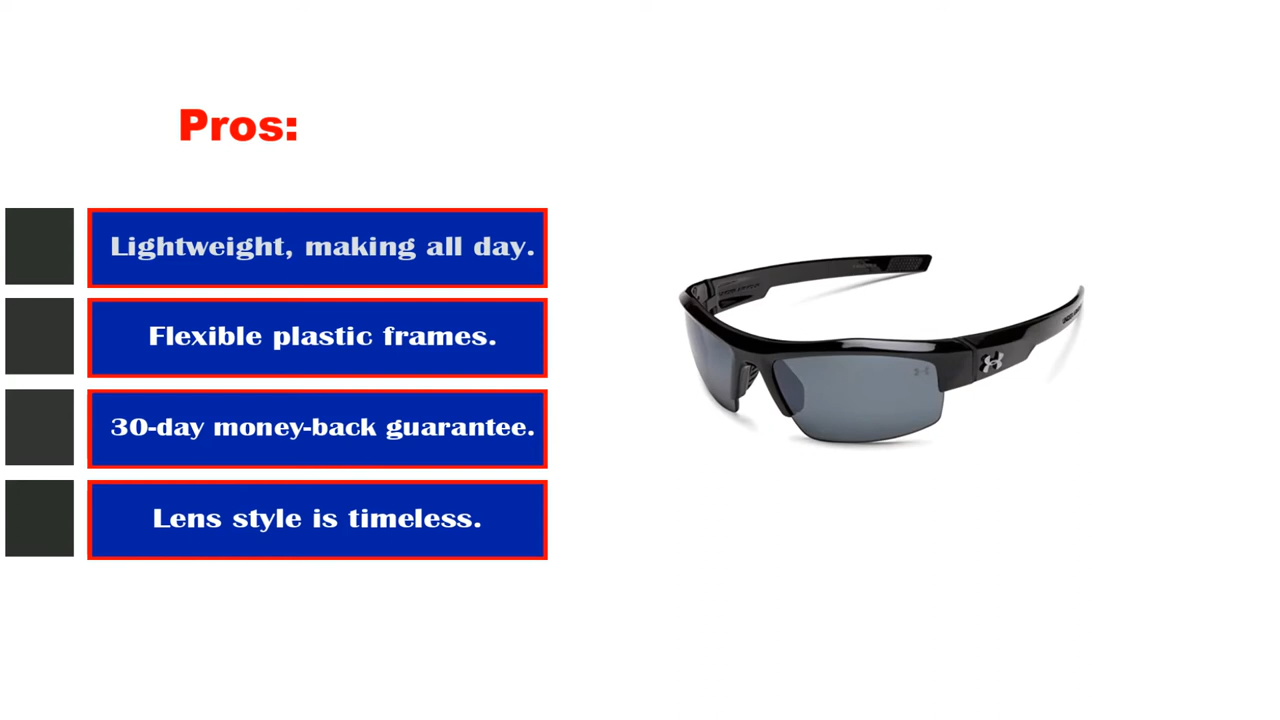 Pros:
Lightweight, making all day.
Flexible plastic frames.
30-day money-back guarantee.
Lens style is timeless.